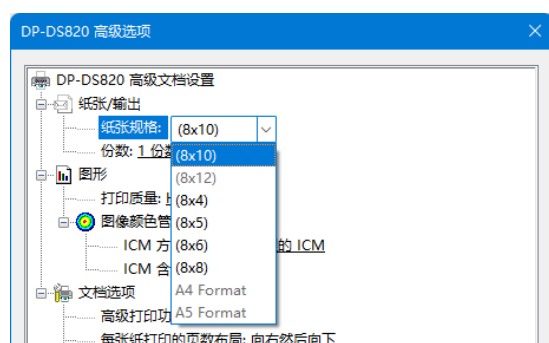 DP-DS820 高级选项
DP-DS820 高级文档设置
纸张/输出
纸张规格: (8x10)
份数: 1 份数
(8x10)
(8x12)
图形
(8x4)
打印质量:
(8x5)
图像颜色管
(8x6)
ICM 方
的 ICM
(8x8)
ICM 含
A4 Format
文档选项
A5 Format
高级打印功
每张纸打印的页数布局: 向右然后向下